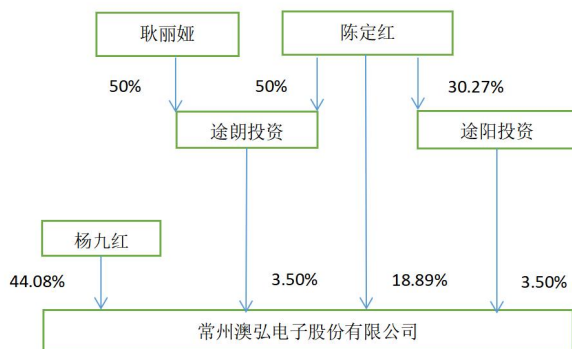 耿丽娅
陈定红
50%
50%
30.27%
途朗投资
途阳投资
杨九红
44.08%
3.50%
18.89%
3.50%
常州澳弘电子股份有限公司